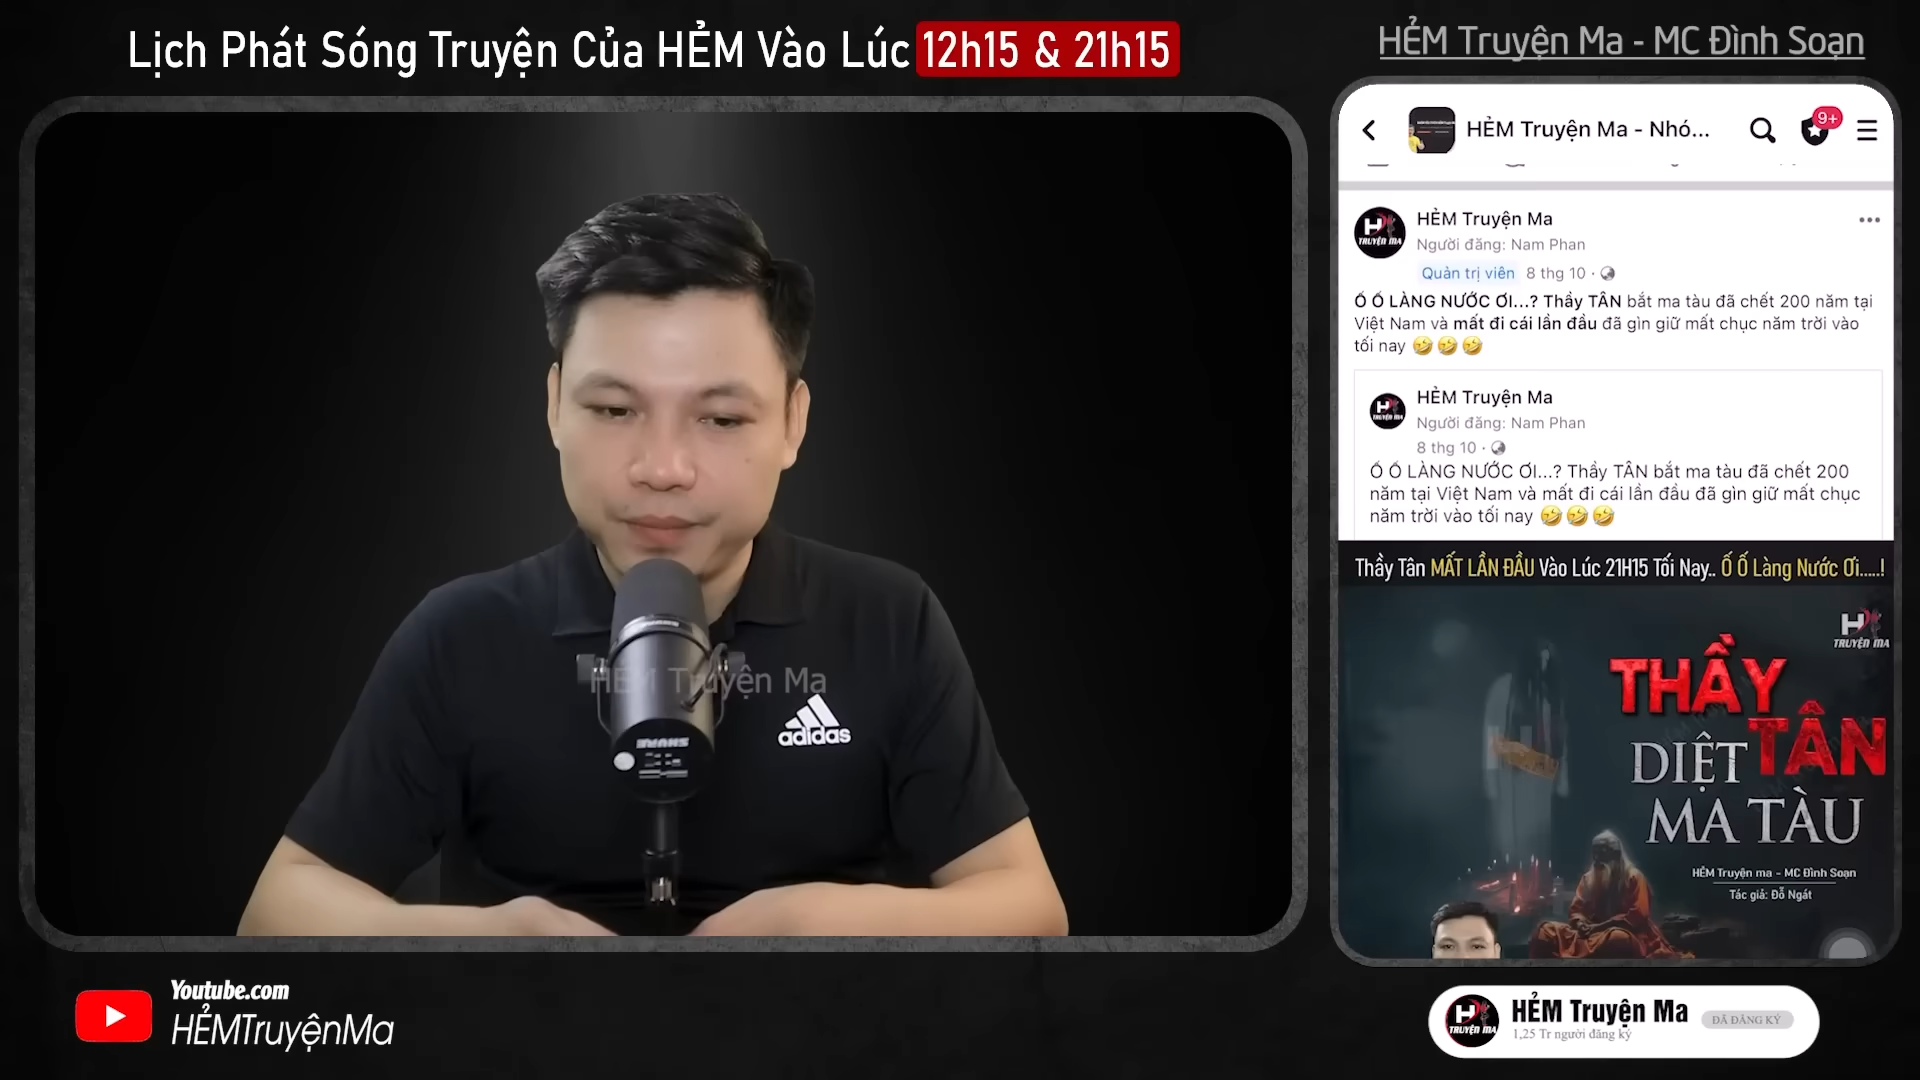 Lịch Phát Sóng Truyện Của HẺM Vào Lúc 12h15 & 21h15
HẺM Truyện Ma - MC Đình Soạn
HẺM Truyện Ma - Nhó...
9+
HẺM Truyện Ma
Người đăng: Nam Phan
Quản trị viên 8 thg 10 ·
Ố Ố LÀNG NƯỚC ƠI...? Thầy TÂN bắt ma tàu đã chết 200 năm tại
Việt Nam và mất đi cái lần đầu đã gìn giữ mất chục năm trời vào
tối nay 🤣🤣🤣
HẺM Truyện Ma
Người đăng: Nam Phan
8 thg 10 ·
Ố Ố LÀNG NƯỚC ƠI...? Thầy TÂN bắt ma tàu đã chết 200
năm tại Việt Nam và mất đi cái lần đầu đã gìn giữ mất chục
năm trời vào tối nay 🤣🤣🤣
Thầy Tân MẤT LẦN ĐẦU Vào Lúc 21H15 Tối Nay.. Ố Ố Làng Nước Ơi.....!
H
TRUYỆN MA
THẦY
TÂN
DIỆT
MA TÀU
HẺM Truyện ma - MC Đình Soạn
Tác giả: Đỗ Ngát
HẺM Truyện Ma
adidas
SHURE
Youtube.com
HẺMTruyệnMa
H
TRUYỆN MA
HẺM Truyện Ma
1,25 Tr người đăng ký
ĐÃ ĐĂNG KÝ